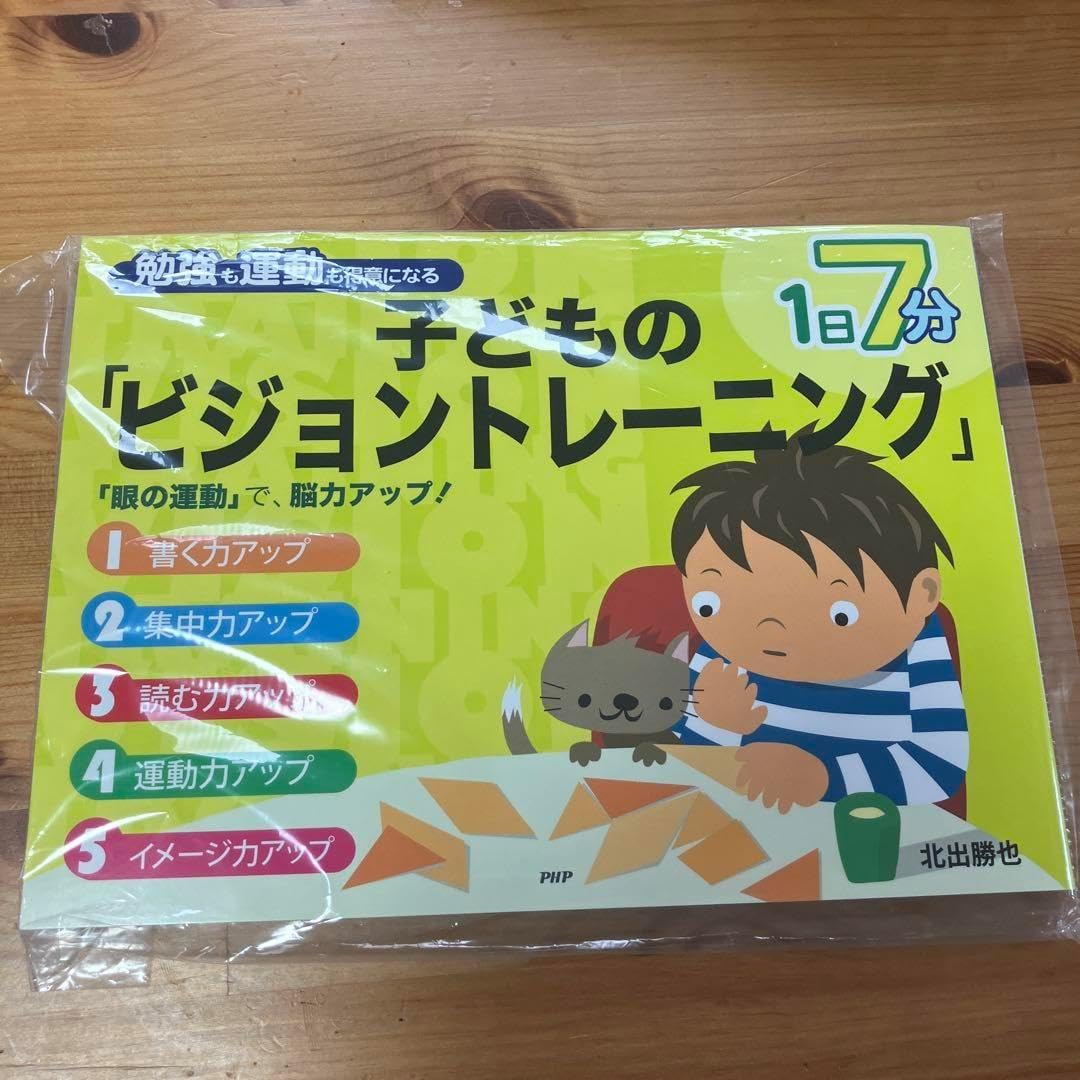 勉強も運動も得意になる
1日7分
子どもの
「ビジョントレーニング」
「眼の運動」で、脳力アップ!
1 書く力アップ
2 集中力アップ
3 読む力アップ
4 運動力アップ
5 イメージ力アップ
PHP
北出勝也